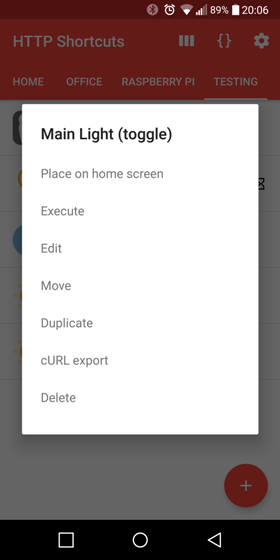 89% 20:06
HTTP Shortcuts
HOME OFFICE RASPBERRY PI TESTING
Main Light (toggle)
Place on home screen
Execute
Edit
Move
Duplicate
cURL export
Delete